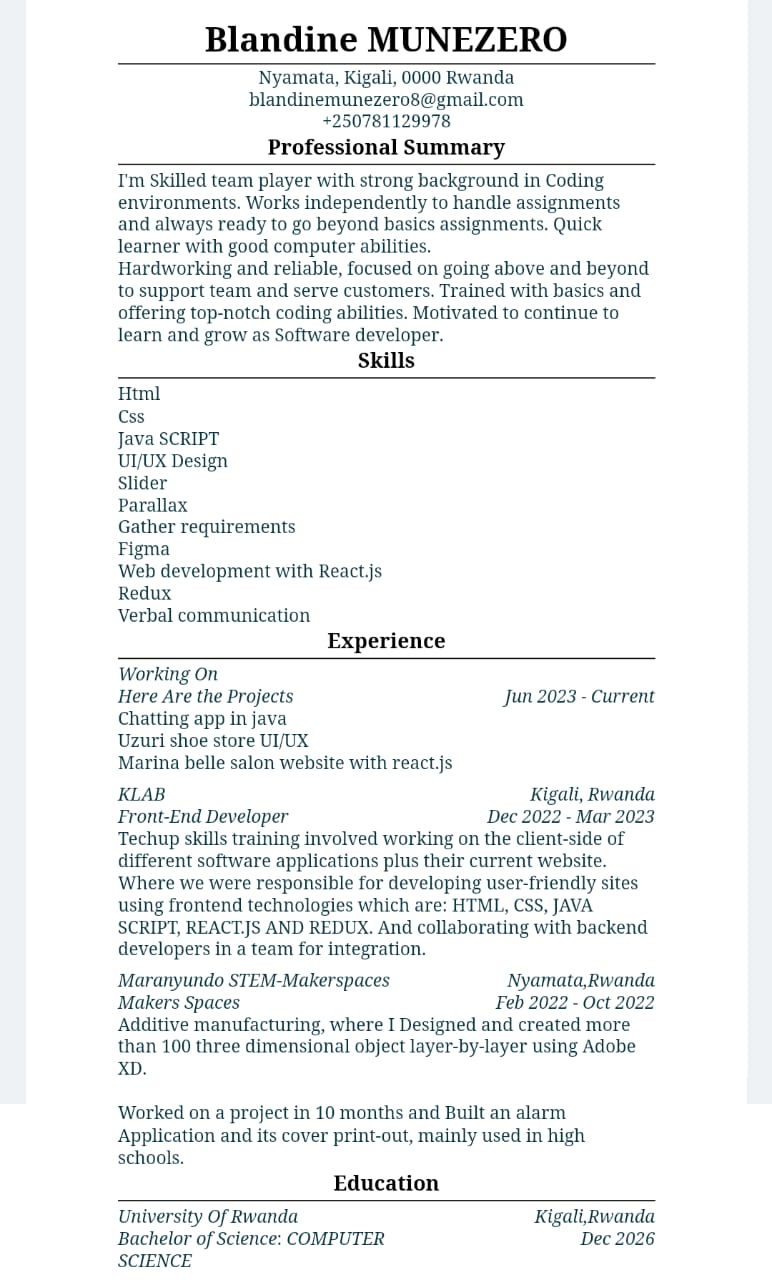 Blandine MUNEZERO
Nyamata, Kigali, 0000 Rwanda
blandinemunezero8@gmail.com
+250781129978
Professional Summary
I'm Skilled team player with strong background in Coding
environments. Works independently to handle assignments
and always ready to go beyond basics assignments. Quick
learner with good computer abilities.
Hardworking and reliable, focused on going above and beyond
to support team and serve customers. Trained with basics and
offering top-notch coding abilities. Motivated to continue to
learn and grow as Software developer.
Skills
Html
Css
Java SCRIPT
UI/UX Design
Slider
Parallax
Gather requirements
Figma
Web development with React.js
Redux
Verbal communication
Experience
Working On
Here Are the Projects Jun 2023 - Current
Chatting app in java
Uzuri shoe store UI/UX
Marina belle salon website with react.js
KLAB Kigali, Rwanda
Front-End Developer Dec 2022 - Mar 2023
Techup skills training involved working on the client-side of
different software applications plus their current website.
Where we were responsible for developing user-friendly sites
using frontend technologies which are: HTML, CSS, JAVA
SCRIPT, REACT.JS AND REDUX. And collaborating with backend
developers in a team for integration.
Maranyundo STEM-Makerspaces Nyamata,Rwanda
Makers Spaces Feb 2022 - Oct 2022
Additive manufacturing, where I Designed and created more
than 100 three dimensional object layer-by-layer using Adobe
XD.
Worked on a project in 10 months and Built an alarm
Application and its cover print-out, mainly used in high
schools.
Education
University Of Rwanda Kigali,Rwanda
Bachelor of Science: COMPUTER Dec 2026
SCIENCE